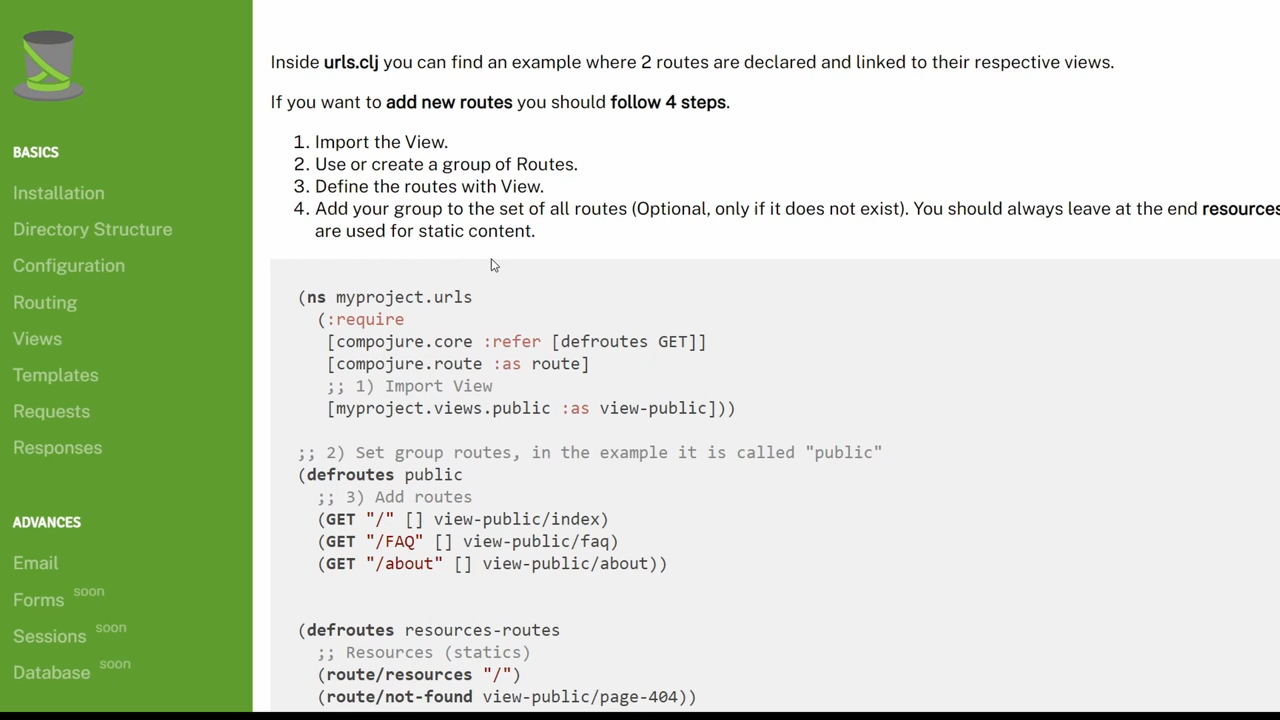 BASICS
Installation
Directory Structure
Configuration
Routing
Views
Templates
Requests
Responses
ADVANCES
Email
Forms soon
Sessions soon
Database soon
Inside urls.clj you can find an example where 2 routes are declared and linked to their respective views.
If you want to add new routes you should follow 4 steps.
1. Import the View.
2. Use or create a group of Routes.
3. Define the routes with View.
4. Add your group to the set of all routes (Optional, only if it does not exist). You should always leave at the end resources
are used for static content.
(ns myproject.urls
  (:require
   [compojure.core :refer [defroutes GET]]
   [compojure.route :as route]
   ;; 1) Import View
   [myproject.views.public :as view-public]))
;; 2) Set group routes, in the example it is called "public"
(defroutes public
  ;; 3) Add routes
  (GET "/" [] view-public/index)
  (GET "/FAQ" [] view-public/faq)
  (GET "/about" [] view-public/about))
(defroutes resources-routes
  ;; Resources (statics)
  (route/resources "/")
  (route/not-found view-public/page-404))